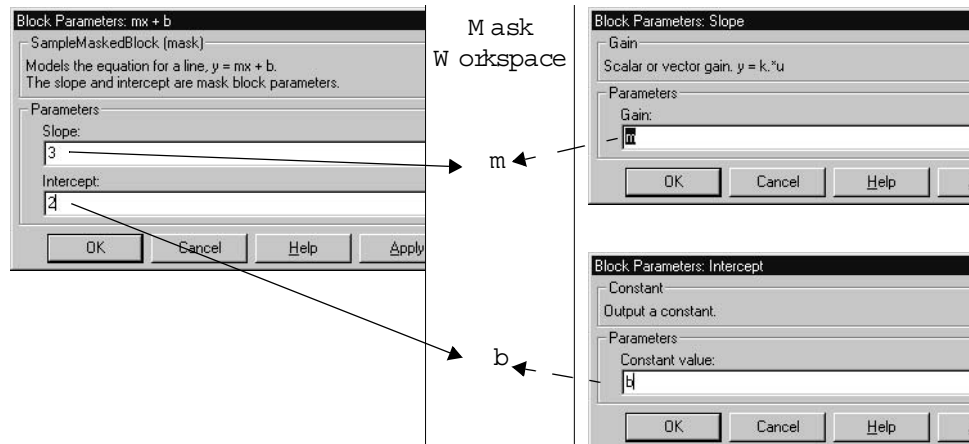 Block Parameters: mx + b
SampleMaskedBlock (mask)
Models the equation for a line, y = mx + b.
The slope and intercept are mask block parameters.
Parameters
Slope:
3
Intercept:
2
OK Cancel Help Apply
Mask
Workspace
m
b
Block Parameters: Slope
Gain
Scalar or vector gain. y = k.*u
Parameters
Gain:
m
OK Cancel Help
Block Parameters: Intercept
Constant
Output a constant.
Parameters
Constant value:
b
OK Cancel Help